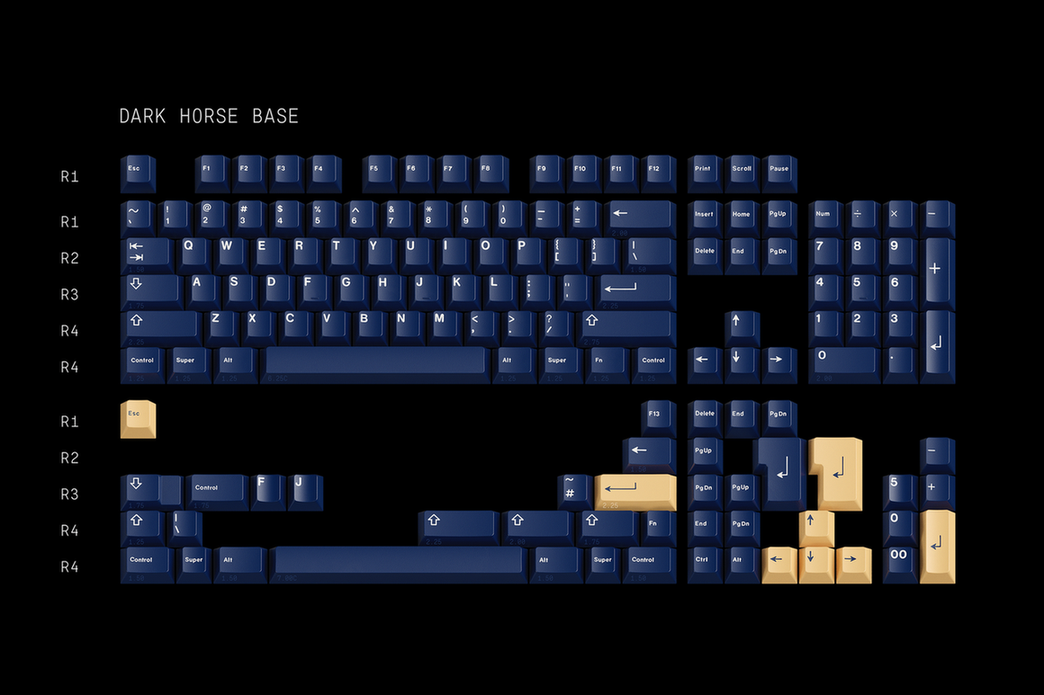 DARK HORSE BASE
R1 Esc F1 F2 F3 F4 F5 F6 F7 F8 F9 F10 F11 F12 Print Scroll Pause
R1 ~ ` ! 1 @ 2 # 3 $ 4 % 5 ^ 6 & 7 * 8 ( 9 ) 0 _ - + = ← Insert Home PgUp Num ÷ × −
R2 ⇤ ⇥ Q W E R T Y U I O P { [ } ] | \ Delete End PgDn 7 8 9 +
R3 ⇩ A S D F G H J K L : ; " ' ↵ 4 5 6
R4 ⇧ Z X C V B N M < , > . ? / ⇧ ↑ 1 2 3 ↵
R4 Control Super Alt Alt Super Fn Control ← ↓ → 0 .
R1 Esc F13 Delete End PgDn
R2 ← PgUp ↵ ↵ −
R3 ⇩ Control F J ~ # ↵ PgDn PgUp 5 +
R4 ⇧ | \ ⇧ ⇧ ⇧ Fn End PgDn ↑ 0 ↵
R4 Control Super Alt Alt Super Control Ctrl Alt ← ↓ → 00